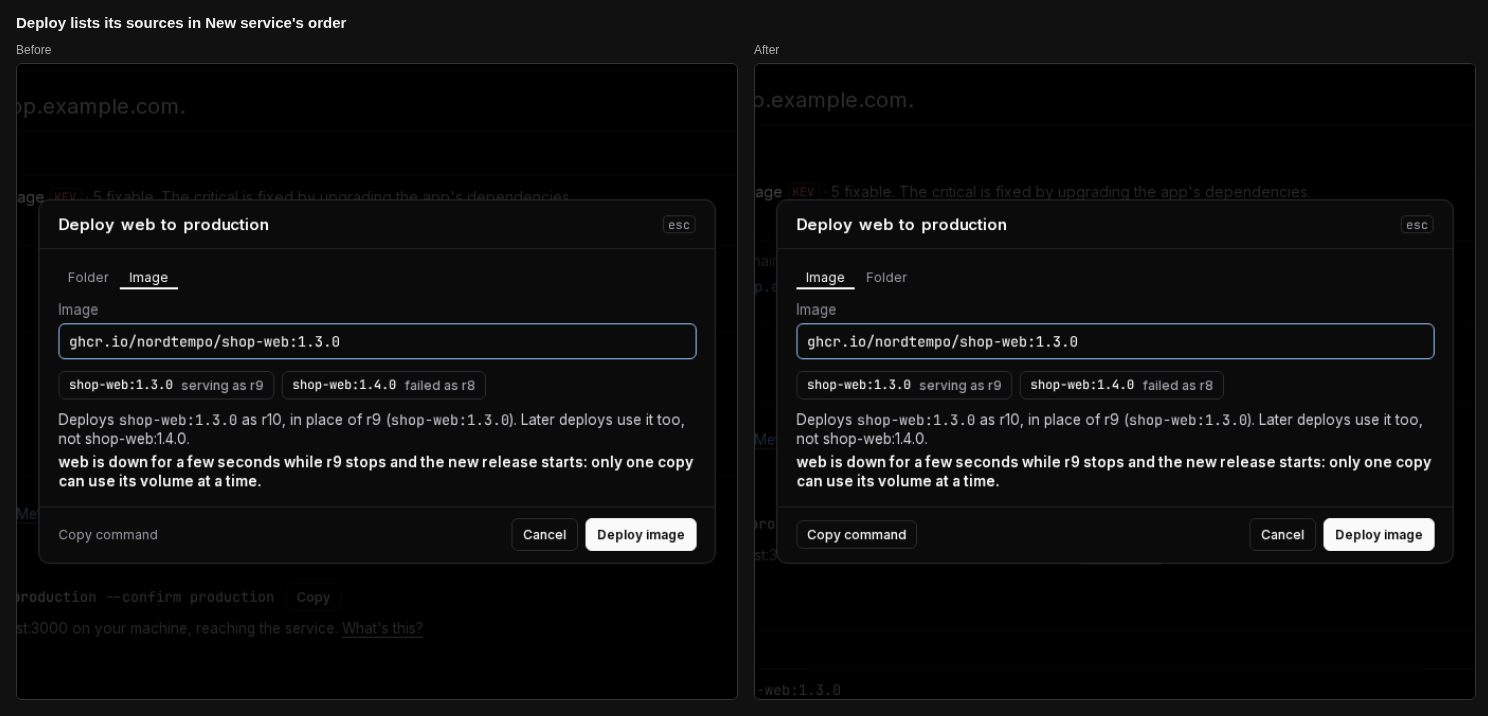 Deploy lists its sources in New service's order
Before
op.example.com.
age KEV · 5 fixable. The critical is fixed by upgrading the app's dependencies.
Deploy web to production
esc
Folder
Image
Image
ghcr.io/nordtempo/shop-web:1.3.0
shop-web:1.3.0 serving as r9
shop-web:1.4.0 failed as r8
Deploys shop-web:1.3.0 as r10, in place of r9 (shop-web:1.3.0). Later deploys use it too,
not shop-web:1.4.0.
web is down for a few seconds while r9 stops and the new release starts: only one copy
can use its volume at a time.
Me
Copy command
Cancel
Deploy image
production --confirm production
Copy
st:3000 on your machine, reaching the service. What's this?
After
p.example.com.
age KEV · 5 fixable. The critical is fixed by upgrading the app's dependencies.
Deploy web to production
esc
main
p.e
Image
Folder
Image
ghcr.io/nordtempo/shop-web:1.3.0
shop-web:1.3.0 serving as r9
shop-web:1.4.0 failed as r8
Deploys shop-web:1.3.0 as r10, in place of r9 (shop-web:1.3.0). Later deploys use it too,
not shop-web:1.4.0.
Me
web is down for a few seconds while r9 stops and the new release starts: only one copy
can use its volume at a time.
pro
Copy command
Cancel
Deploy image
st:3
-web:1.3.0